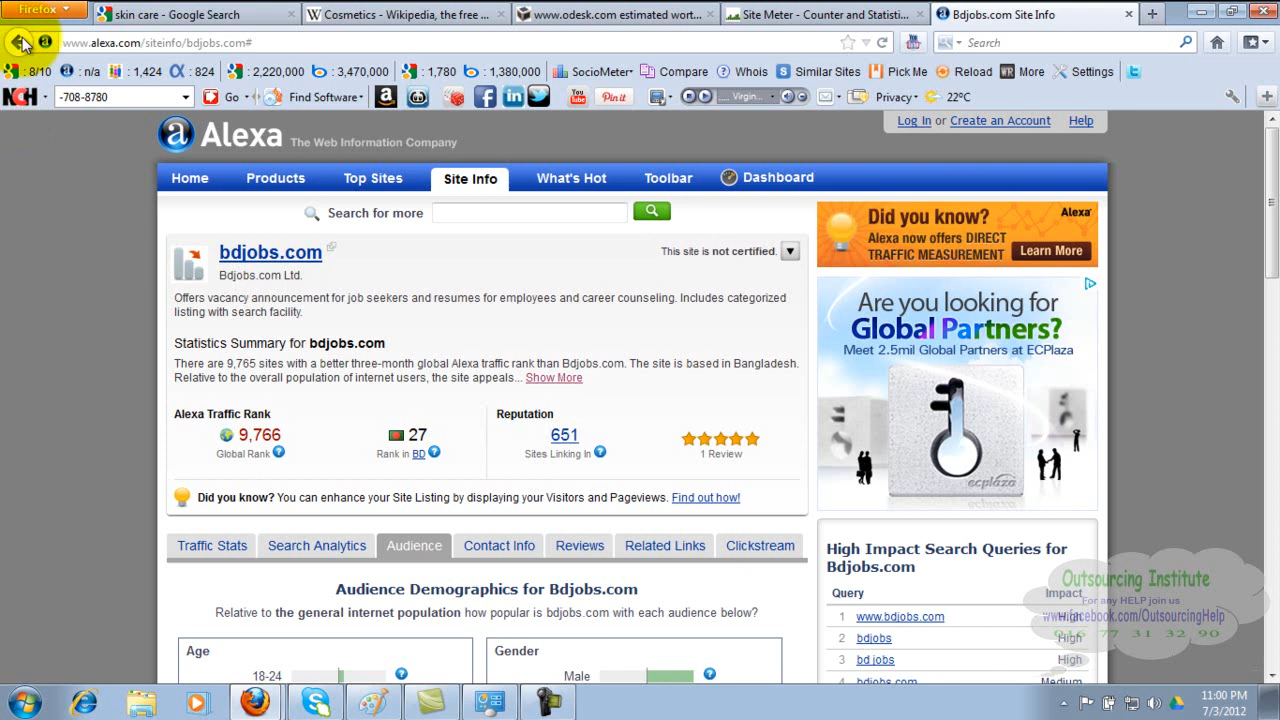 Firefox
skin care - Google Search
Cosmetics - Wikipedia, the free ...
www.odesk.com estimated wort...
Site Meter - Counter and Statisti...
Bdjobs.com Site Info
www.alexa.com/siteinfo/bdjobs.com#
Search
: 8/10 : n/a : 1,424 : 824 : 2,220,000 : 3,470,000 : 1,780 : 1,380,000 SocioMeter Compare Whois Similar Sites Pick Me Reload More Settings
NCH -708-8780 Go Find Software Pin it Virgin... Privacy 22°C
Alexa The Web Information Company
Log In or Create an Account Help
Home Products Top Sites Site Info What's Hot Toolbar Dashboard
Search for more
Did you know? Alexa
Alexa now offers DIRECT
TRAFFIC MEASUREMENT Learn More
bdjobs.com
This site is not certified.
Bdjobs.com Ltd.
Offers vacancy announcement for job seekers and resumes for employees and career counseling. Includes categorized
listing with search facility.
Statistics Summary for bdjobs.com
There are 9,765 sites with a better three-month global Alexa traffic rank than Bdjobs.com. The site is based in Bangladesh.
Relative to the overall population of internet users, the site appeals... Show More
Alexa Traffic Rank
Reputation
9,766
27
651
Global Rank
Rank in BD
Sites Linking In
1 Review
Did you know? You can enhance your Site Listing by displaying your Visitors and Pageviews. Find out how!
Are you looking for
Global Partners?
Meet 2.5mil Global Partners at ECPlaza
ecplaza
Traffic Stats Search Analytics Audience Contact Info Reviews Related Links Clickstream
Audience Demographics for Bdjobs.com
Relative to the general internet population how popular is bdjobs.com with each audience below?
Age
18-24
Gender
Male
High Impact Search Queries for
Bdjobs.com
Query Impact
1 www.bdjobs.com High
2 bdjobs High
3 bd jobs High
4 bdjobs.com Medium
Outsourcing Institute
For any HELP join us
www.facebook.com/OutsourcingHelp
016 77 31 32 90
11:00 PM
7/3/2012